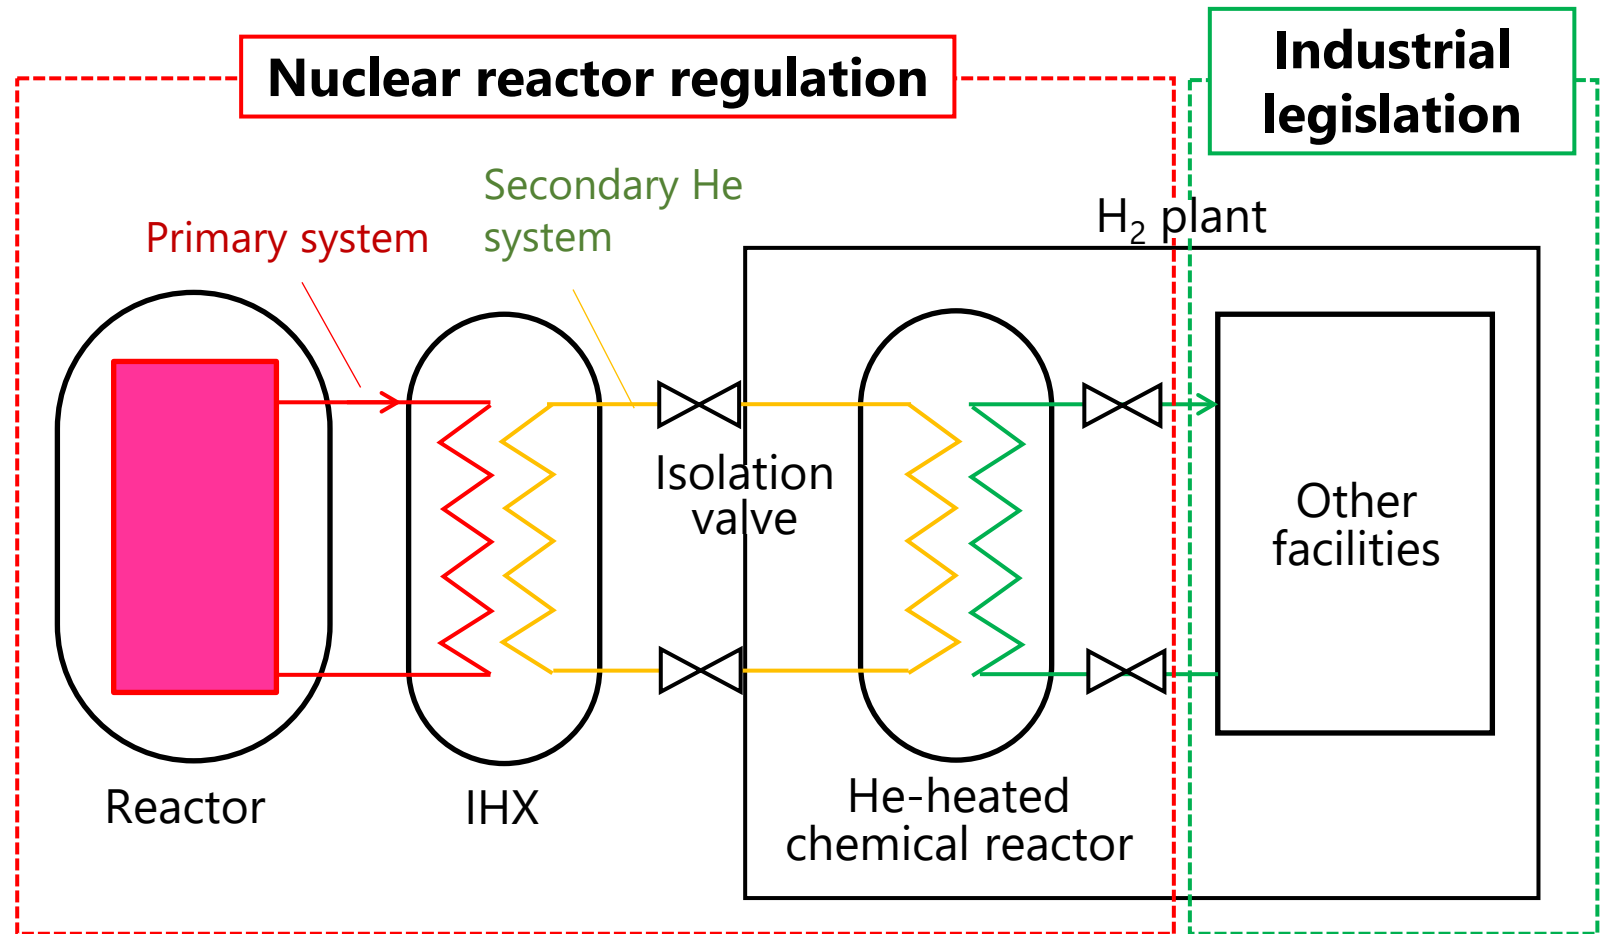 Nuclear reactor regulation
Industrial
legislation
Secondary He
system
Primary system
H₂ plant
Isolation
valve
Other
facilities
Reactor
IHX
He-heated
chemical reactor